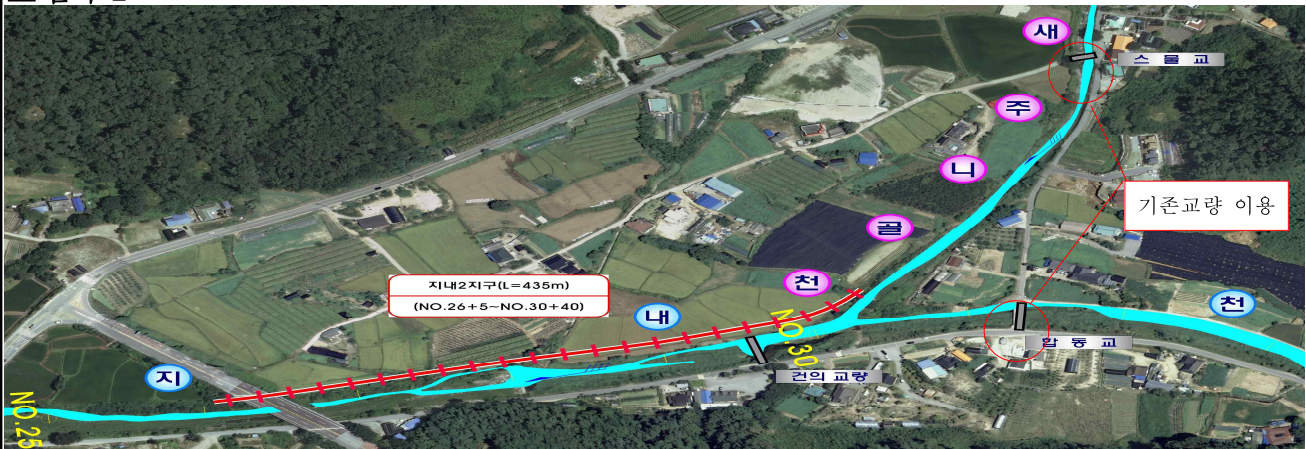 새
스물교
주
니
기존교량 이용
골
지내2지구(L=435m)
(NO.26+5~NO.30+40)
천
내
천
NO.30
합동교
건의교량
지
NO.25